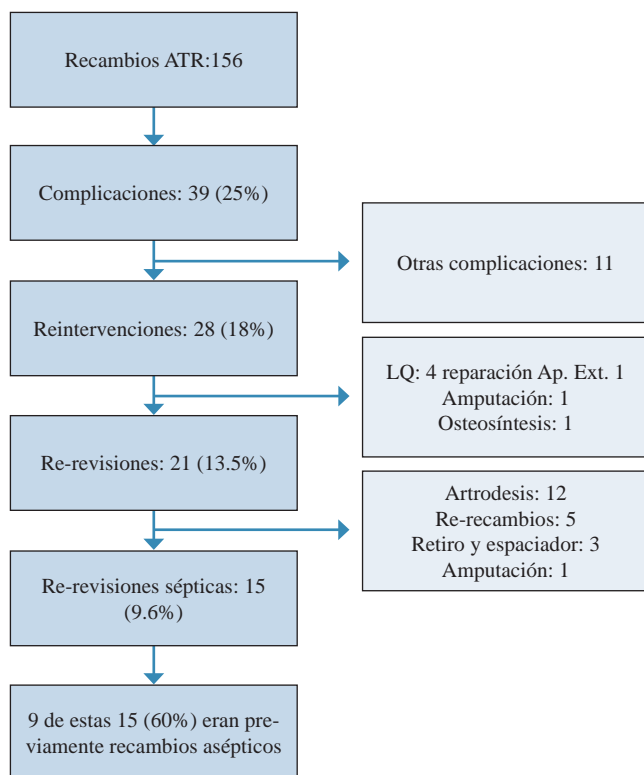 Recambios ATR:156
Complicaciones: 39 (25%)
Otras complicaciones: 11
Reintervenciones: 28 (18%)
LQ: 4 reparación Ap. Ext. 1
Amputación: 1
Osteosíntesis: 1
Re-revisiones: 21 (13.5%)
Artrodesis: 12
Re-recambios: 5
Retiro y espaciador: 3
Amputación: 1
Re-revisiones sépticas: 15
(9.6%)
9 de estas 15 (60%) eran pre-
viamente recambios asépticos